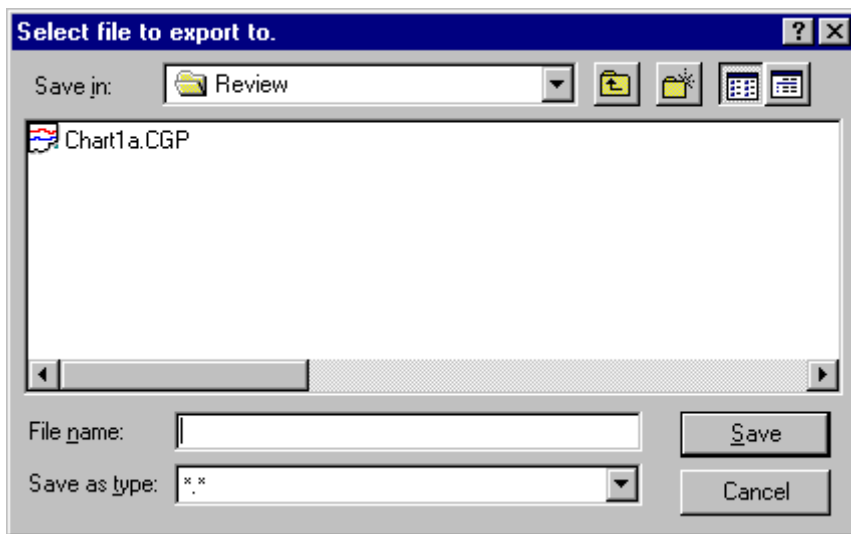 Select file to export to.
Save in:
Review
Chart1a.CGP
File name:
Save
Save as type:
*.*
Cancel